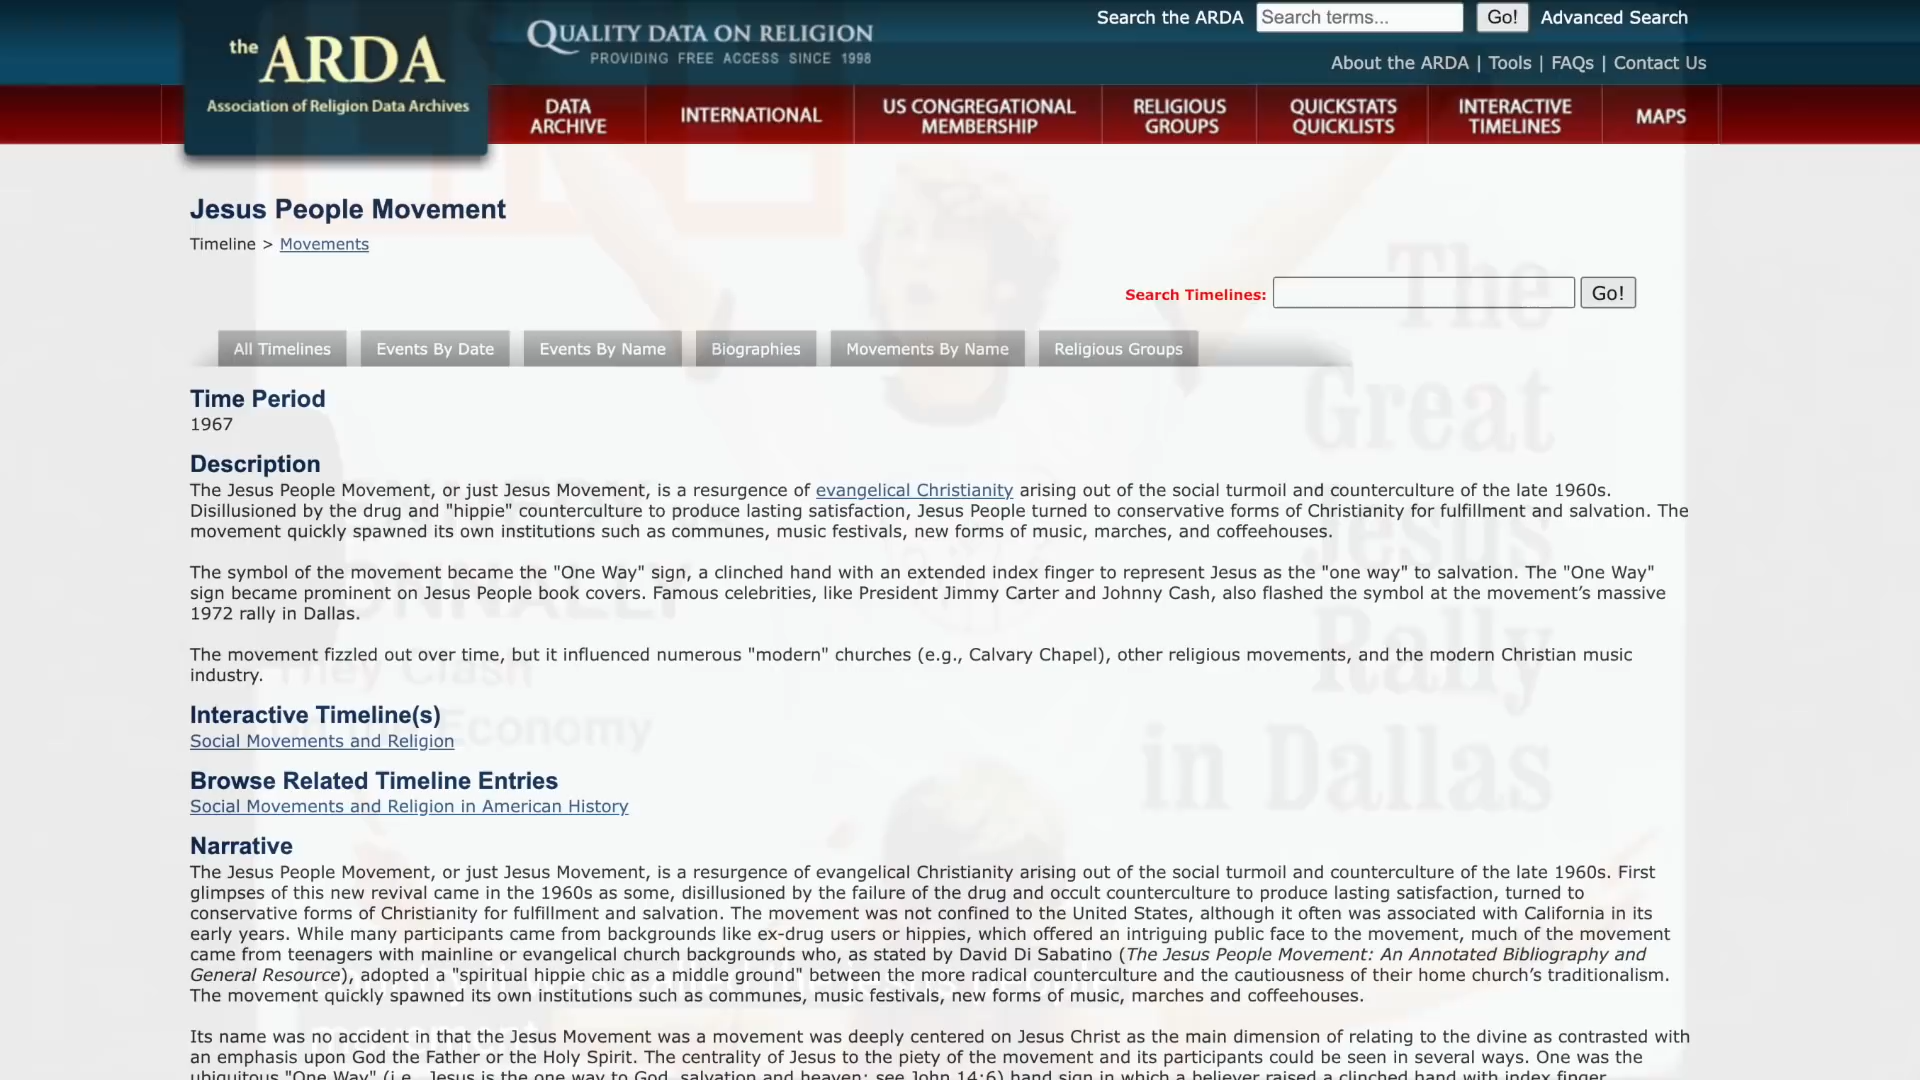 Search the ARDA Search terms... Go! Advanced Search
the ARDA
QUALITY DATA ON RELIGION
PROVIDING FREE ACCESS SINCE 1998
About the ARDA | Tools | FAQs | Contact Us
Association of Religion Data Archives
DATA ARCHIVE
INTERNATIONAL
US CONGREGATIONAL MEMBERSHIP
RELIGIOUS GROUPS
QUICKSTATS QUICKLISTS
INTERACTIVE TIMELINES
MAPS
Jesus People Movement
Timeline > Movements
Search Timelines: Go!
All Timelines Events By Date Events By Name Biographies Movements By Name Religious Groups
Time Period
1967
Description
The Jesus People Movement, or just Jesus Movement, is a resurgence of evangelical Christianity arising out of the social turmoil and counterculture of the late 1960s.
Disillusioned by the drug and "hippie" counterculture to produce lasting satisfaction, Jesus People turned to conservative forms of Christianity for fulfillment and salvation. The
movement quickly spawned its own institutions such as communes, music festivals, new forms of music, marches, and coffeehouses.
The symbol of the movement became the "One Way" sign, a clinched hand with an extended index finger to represent Jesus as the "one way" to salvation. The "One Way"
sign became prominent on Jesus People book covers. Famous celebrities, like President Jimmy Carter and Johnny Cash, also flashed the symbol at the movement’s massive
1972 rally in Dallas.
The movement fizzled out over time, but it influenced numerous "modern" churches (e.g., Calvary Chapel), other religious movements, and the modern Christian music
industry.
Interactive Timeline(s)
Social Movements and Religion
Browse Related Timeline Entries
Social Movements and Religion in American History
Narrative
The Jesus People Movement, or just Jesus Movement, is a resurgence of evangelical Christianity arising out of the social turmoil and counterculture of the late 1960s. First
glimpses of this new revival came in the 1960s as some, disillusioned by the failure of the drug and occult counterculture to produce lasting satisfaction, turned to
conservative forms of Christianity for fulfillment and salvation. The movement was not confined to the United States, although it often was associated with California in its
early years. While many participants came from backgrounds like ex-drug users or hippies, which offered an intriguing public face to the movement, much of the movement
came from teenagers with mainline or evangelical church backgrounds who, as stated by David Di Sabatino (The Jesus People Movement: An Annotated Bibliography and
General Resource), adopted a "spiritual hippie chic as a middle ground" between the more radical counterculture and the cautiousness of their home church’s traditionalism.
The movement quickly spawned its own institutions such as communes, music festivals, new forms of music, marches and coffeehouses.
Its name was no accident in that the Jesus Movement was a movement was deeply centered on Jesus Christ as the main dimension of relating to the divine as contrasted with
an emphasis upon God the Father or the Holy Spirit. The centrality of Jesus to the piety of the movement and its participants could be seen in several ways. One was the
ubiquitous "One Way" (i.e., Jesus is the one way to God, salvation and heaven; see John 14:6) hand sign in which a believer raised a clinched hand with index finger
The
Great
Jesus
Rally
in Dallas
They Clash
Economy